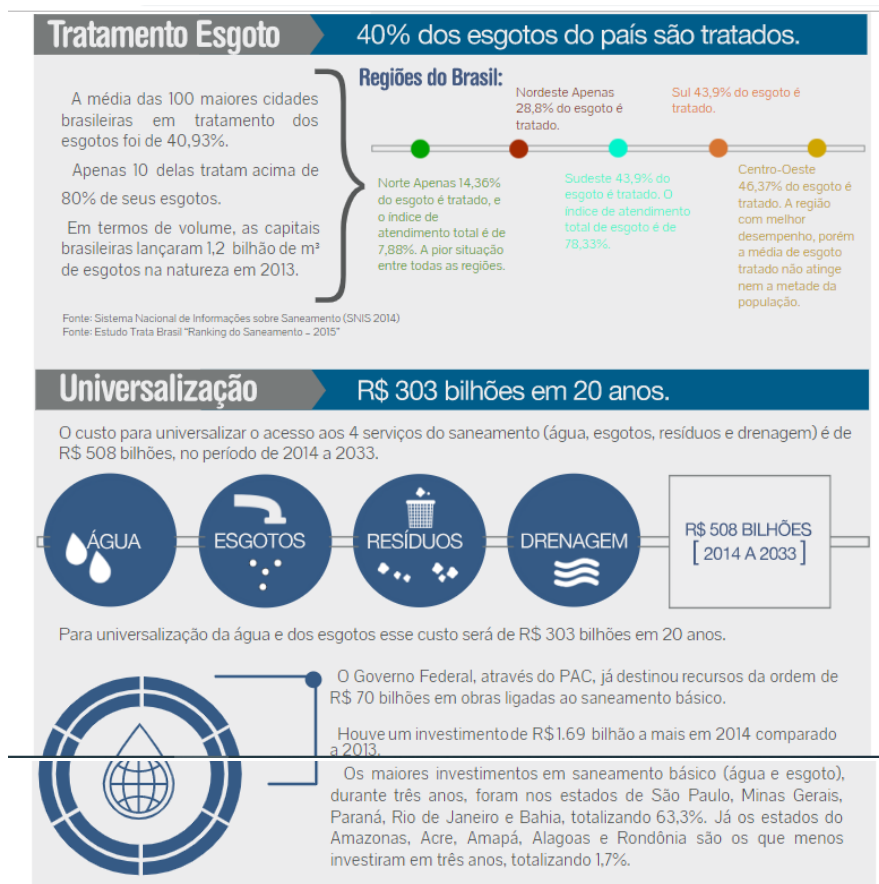 Tratamento Esgoto
40% dos esgotos do país são tratados.
A média das 100 maiores cidades
brasileiras em tratamento dos
esgotos foi de 40,93%.
Apenas 10 delas tratam acima de
80% de seus esgotos.
Em termos de volume, as capitais
brasileiras lançaram 1,2 bilhão de m³
de esgotos na natureza em 2013.
Regiões do Brasil:
Norte Apenas 14,36%
do esgoto é tratado, e
o índice de
atendimento total é de
7,88%. A pior situação
entre todas as regiões.
Nordeste Apenas
28,8% do esgoto é
tratado.
Sudeste 43,9% do
esgoto é tratado. O
índice de atendimento
total de esgoto é de
78,33%.
Sul 43,9% do esgoto é
tratado.
Centro-Oeste
46,37% do esgoto é
tratado. A região
com melhor
desempenho, porém
a média de esgoto
tratado não atinge
nem a metade da
população.
Fonte: Sistema Nacional de Informações sobre Saneamento (SNIS 2014)
Fonte: Estudo Trata Brasil "Ranking do Saneamento – 2015"
Universalização
R$ 303 bilhões em 20 anos.
O custo para universalizar o acesso aos 4 serviços do saneamento (água, esgotos, resíduos e drenagem) é de
R$ 508 bilhões, no período de 2014 a 2033.
ÁGUA
ESGOTOS
RESÍDUOS
DRENAGEM
R$ 508 BILHÕES
[ 2014 A 2033 ]
Para universalização da água e dos esgotos esse custo será de R$ 303 bilhões em 20 anos.
O Governo Federal, através do PAC, já destinou recursos da ordem de
R$ 70 bilhões em obras ligadas ao saneamento básico.
Houve um investimento de R$1.69 bilhão a mais em 2014 comparado
a 2013.
Os maiores investimentos em saneamento básico (água e esgoto),
durante três anos, foram nos estados de São Paulo, Minas Gerais,
Paraná, Rio de Janeiro e Bahia, totalizando 63,3%. Já os estados do
Amazonas, Acre, Amapá, Alagoas e Rondônia são os que menos
investiram em três anos, totalizando 1,7%.